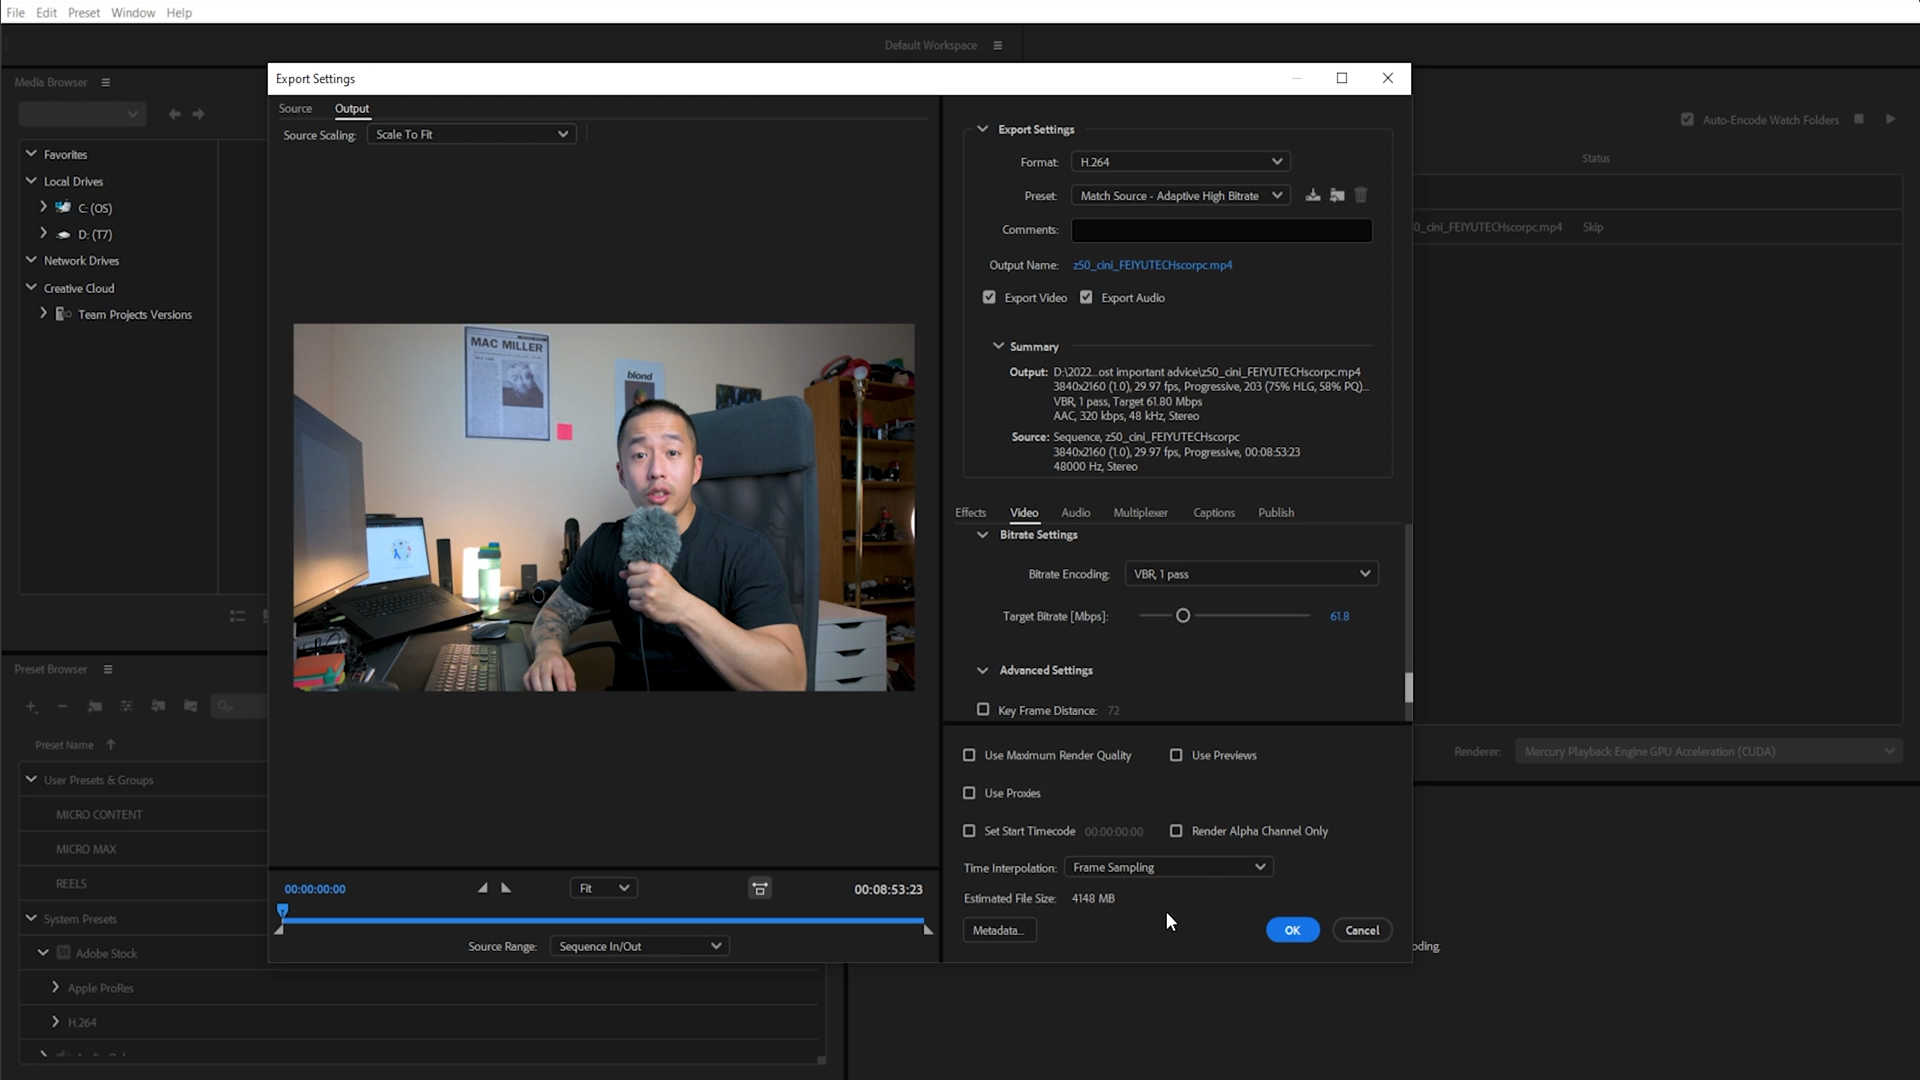 File Edit Preset Window Help
Default Workspace
Media Browser
Favorites
Local Drives
C: (OS)
D: (T7)
Network Drives
Creative Cloud
Team Projects Versions
Preset Browser
Preset Name
User Presets & Groups
MICRO CONTENT
MICRO MAX
REELS
System Presets
Adobe Stock
Apple ProRes
H.264
Export Settings
Source Output
Source Scaling: Scale To Fit
MAC MILLER
blond
00:00:00:00 Fit 00:08:53:23
Source Range: Sequence In/Out
Export Settings
Format: H.264
Preset: Match Source - Adaptive High Bitrate
Comments:
Output Name: z50_cini_FEIYUTECHscorpc.mp4
Export Video Export Audio
Summary
Output: D:\2022...ost important advice\z50_cini_FEIYUTECHscorpc.mp4
3840x2160 (1.0), 29.97 fps, Progressive, 203 (75% HLG, 58% PQ)...
VBR, 1 pass, Target 61.80 Mbps
AAC, 320 kbps, 48 kHz, Stereo
Source: Sequence, z50_cini_FEIYUTECHscorpc
3840x2160 (1.0), 29.97 fps, Progressive, 00:08:53:23
48000 Hz, Stereo
Effects Video Audio Multiplexer Captions Publish
Bitrate Settings
Bitrate Encoding: VBR, 1 pass
Target Bitrate [Mbps]: 61.8
Advanced Settings
Key Frame Distance: 72
Use Maximum Render Quality Use Previews
Use Proxies
Set Start Timecode 00:00:00:00 Render Alpha Channel Only
Time Interpolation: Frame Sampling
Estimated File Size: 4148 MB
Metadata... OK Cancel
Auto-Encode Watch Folders
Status
0_cini_FEIYUTECHscorpc.mp4 Skip
Renderer: Mercury Playback Engine GPU Acceleration (CUDA)
oding.